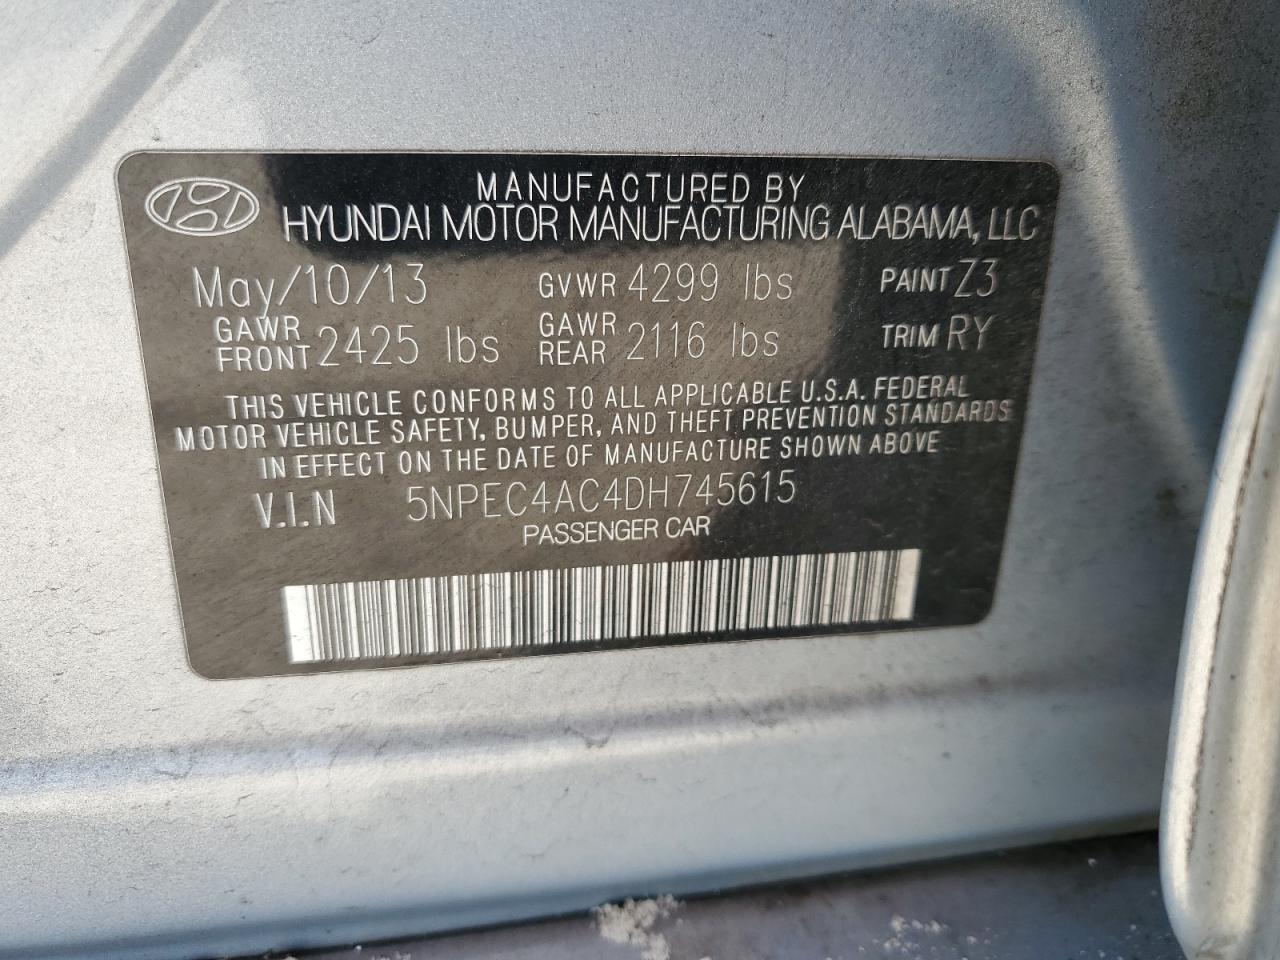 MANUFACTURED BY
HYUNDAI MOTOR MANUFACTURING ALABAMA, LLC
May/10/13 GVWR 4299 lbs PAINT Z3
GAWR FRONT 2425 lbs GAWR REAR 2116 lbs TRIM RY
THIS VEHICLE CONFORMS TO ALL APPLICABLE U.S.A. FEDERAL
MOTOR VEHICLE SAFETY, BUMPER, AND THEFT PREVENTION STANDARDS
IN EFFECT ON THE DATE OF MANUFACTURE SHOWN ABOVE
V.I.N 5NPEC4AC4DH745615
PASSENGER CAR